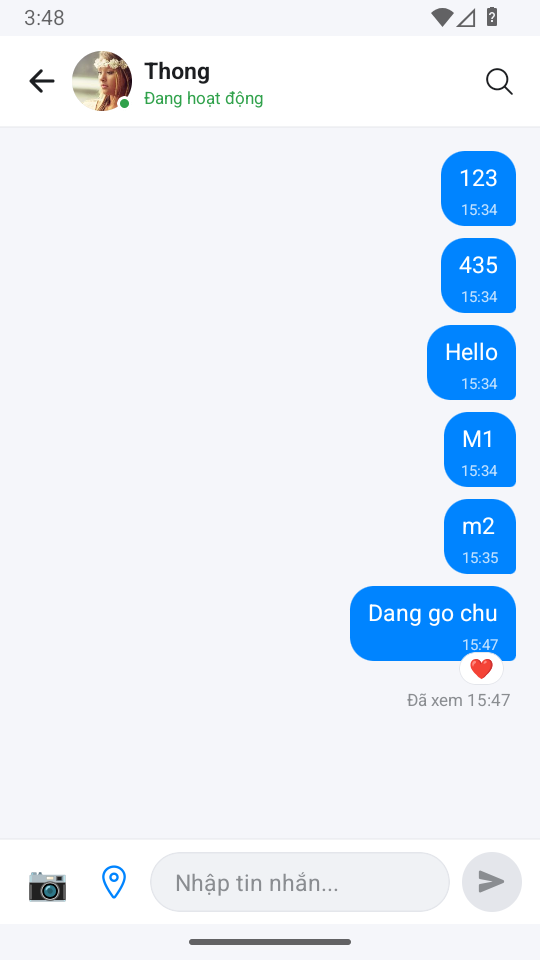 3:48
Thong
Đang hoạt động
123
15:34
435
15:34
Hello
15:34
M1
15:34
m2
15:35
Dang go chu
15:47
Đã xem 15:47
Nhập tin nhắn...